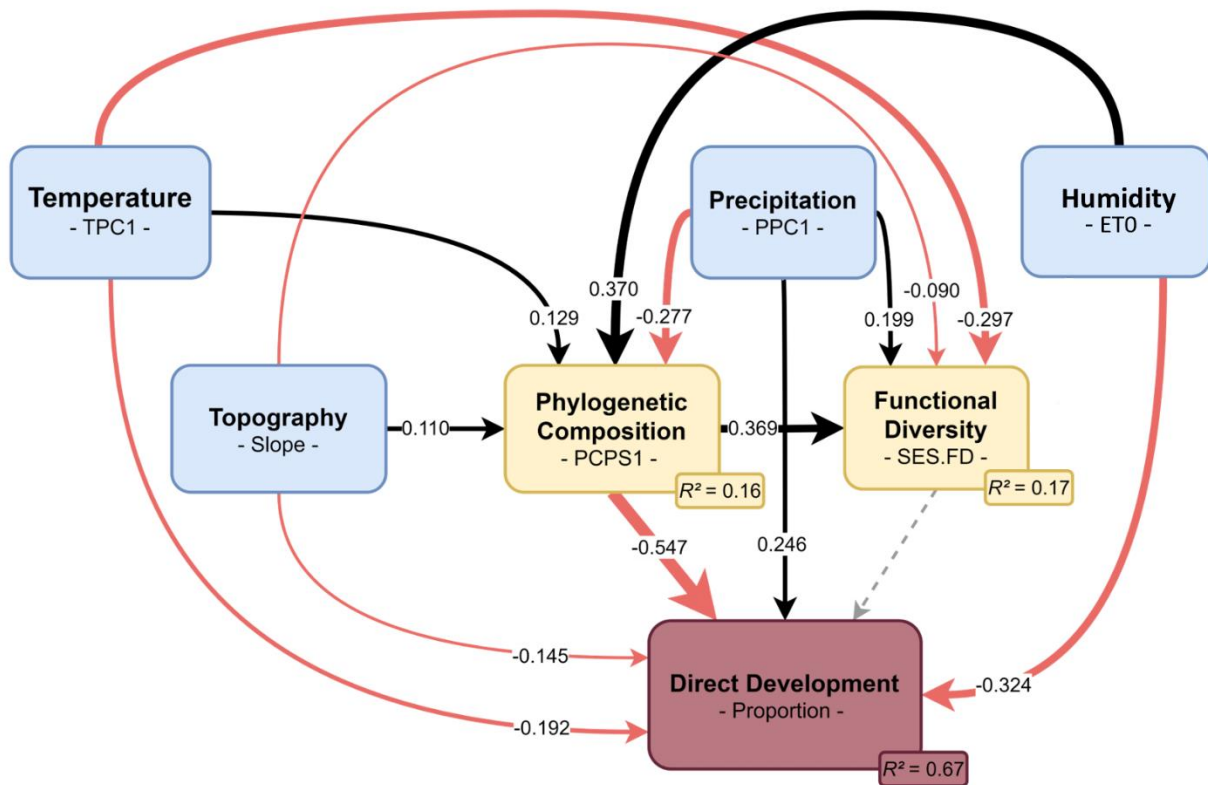 Temperature
- TPC1 -
Precipitation
- PPC1 -
Humidity
- ET0 -
0.370
-0.277
0.129
0.199
-0.090
-0.297
Topography
- Slope -
0.110
Phylogenetic
Composition
- PCPS1 -
R² = 0.16
0.369
Functional
Diversity
- SES.FD -
R² = 0.17
-0.547
0.246
-0.145
-0.192
-0.324
Direct Development
- Proportion -
R² = 0.67